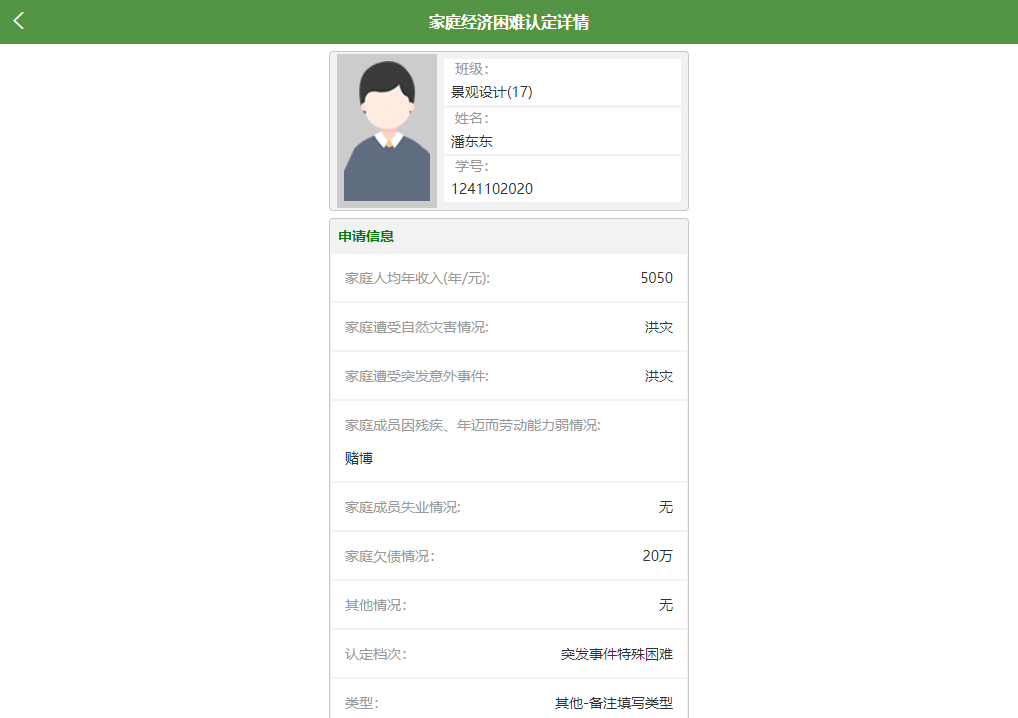 家庭经济困难认定详情
班级：
景观设计(17)
姓名：
潘东东
学号：
1241102020
申请信息
家庭人均年收入(年/元): 5050
家庭遭受自然灾害情况: 洪灾
家庭遭受突发意外事件: 洪灾
家庭成员因残疾、年迈而劳动能力弱情况:
赌博
家庭成员失业情况: 无
家庭欠债情况： 20万
其他情况： 无
认定档次： 突发事件特殊困难
类型： 其他-备注填写类型